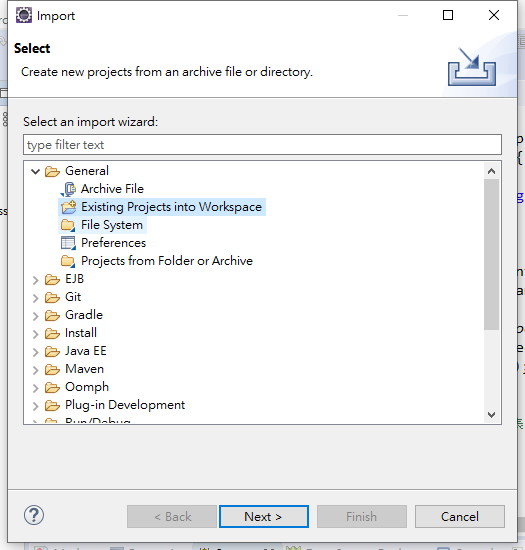 Import
Select
Create new projects from an archive file or directory.
Select an import wizard:
type filter text
General
Archive File
Existing Projects into Workspace
File System
Preferences
Projects from Folder or Archive
EJB
Git
Gradle
Install
Java EE
Maven
Oomph
Plug-in Development
Run/Debug
?
< Back
Next >
Finish
Cancel